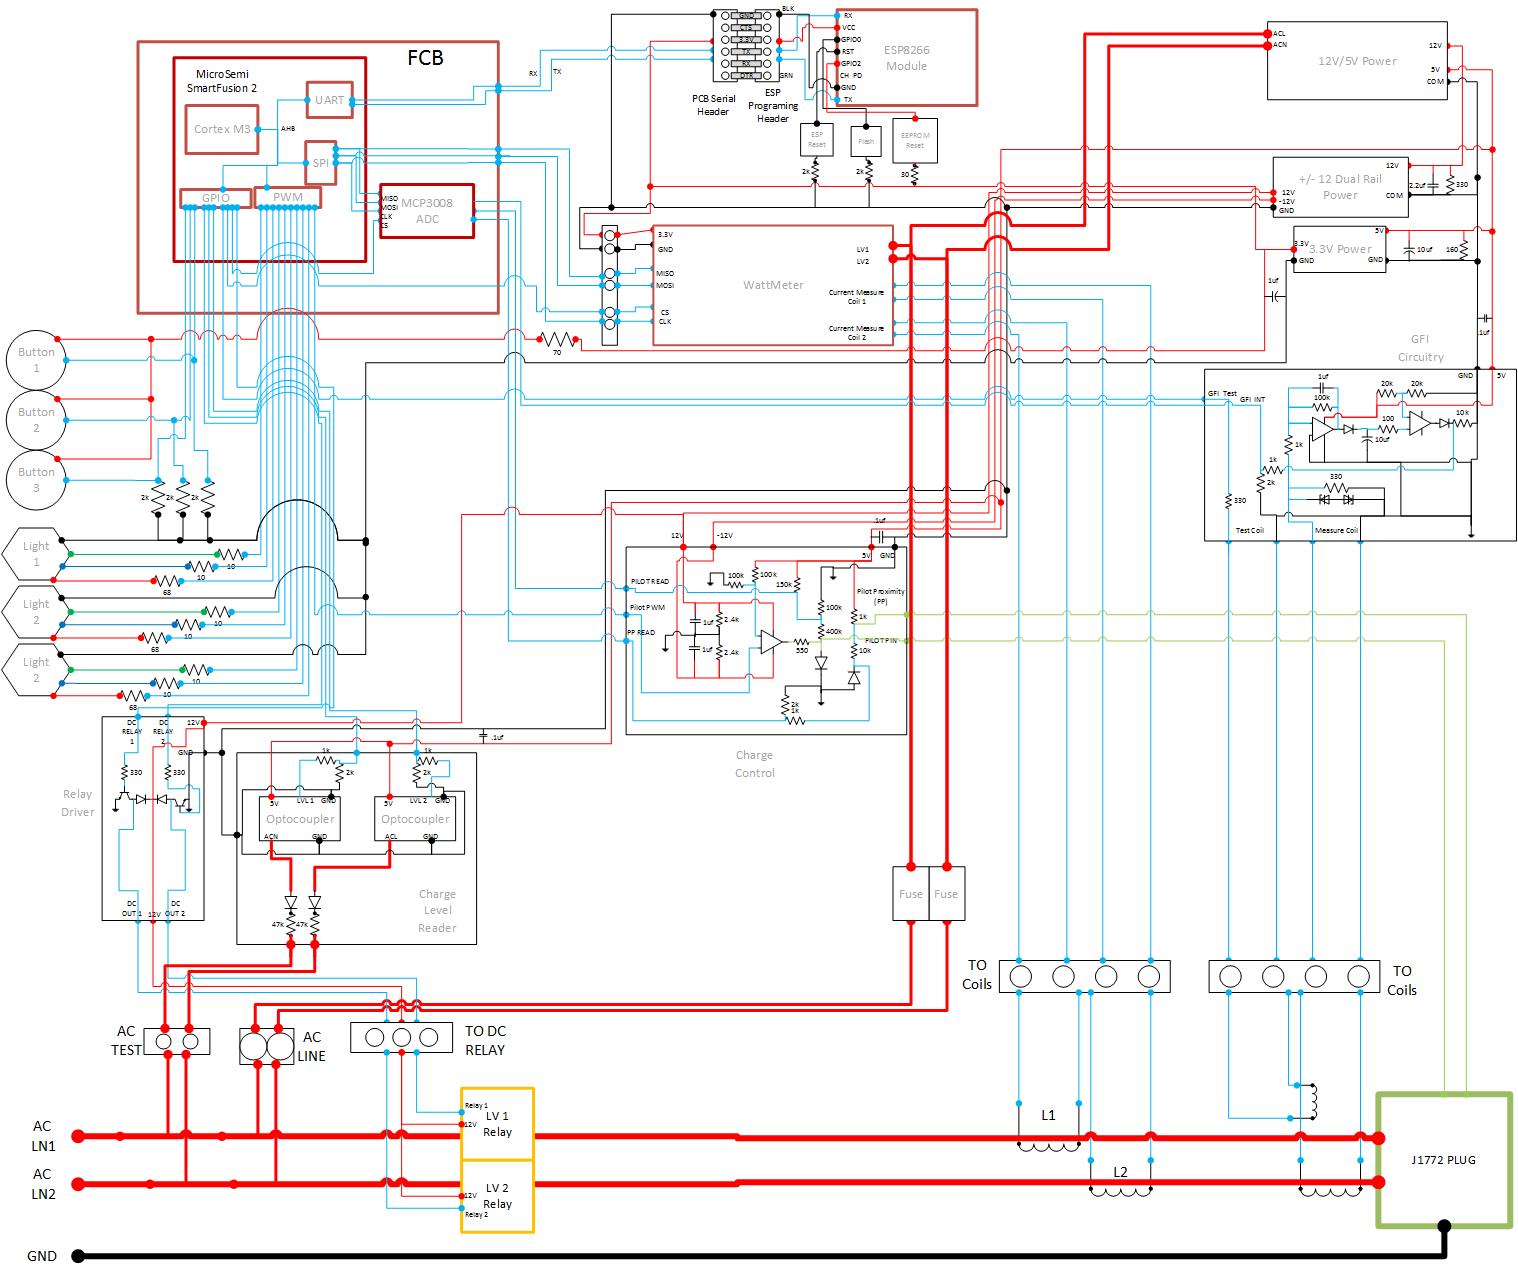 FCB
MicroSemi
SmartFusion 2
UART
Cortex M3
AHB
SPI
GPIO
PWM
MISO
MOSI
CLK
CS
MCP3008
ADC
RX
TX
BLK
GND
CTS
3.3V
TX
RX
DTR
GRN
PCB Serial
Header
ESP
Programing
Header
RX
VCC
GPIO0
RST
GPIO2
CH PD
GND
TX
ESP8266
Module
ESP
Reset
Flash
EEPROM
Reset
2k
2k
30
ACL
ACN
12V/5V Power
12V
5V
COM
12V
-12V
GND
+/- 12 Dual Rail
Power
12V
COM
2.2uf
330
3.3V
GND
3.3V Power
5V
GND
10uf
160
1uf
.1uf
3.3V
GND
MISO
MOSI
CS
CLK
WattMeter
LV1
LV2
Current Measure
Coil 1
Current Measure
Coil 2
70
GFI
Circuitry
GND
5V
GFI Test
GFI INT
1uf
100k
20k
20k
100
10uf
10k
1k
1k
2k
330
330
Test Coil
Measure Coil
Button
1
Button
2
Button
3
2k
2k
2k
Light
1
10
10
68
Light
2
10
10
68
Light
2
10
10
68
12V
-12V
.1uf
5V
GND
PILOT READ
Pilot PWM
PP READ
100k
100k
150k
100k
400k
1uf
1uf
2.4k
2.4k
550
Pilot Proximity
(PP)
1k
PILOT PIN
10k
2k
1k
Charge
Control
DC
RELAY
1
DC
RELAY
2
12V
GND
330
330
Relay
Driver
DC
OUT 1
12V
DC
OUT 2
.1uf
1k
2k
1k
2k
5V
LVL 1
GND
Optocoupler
ACN
GND
5V
LVL 2
GND
Optocoupler
ACL
GND
47k
47k
Charge
Level
Reader
Fuse
Fuse
TO
Coils
TO
Coils
AC
TEST
AC
LINE
TO DC
RELAY
AC
LN1
AC
LN2
Relay 1
12V
LV 1
Relay
12V
Relay 2
LV 2
Relay
L1
L2
J1772 PLUG
GND